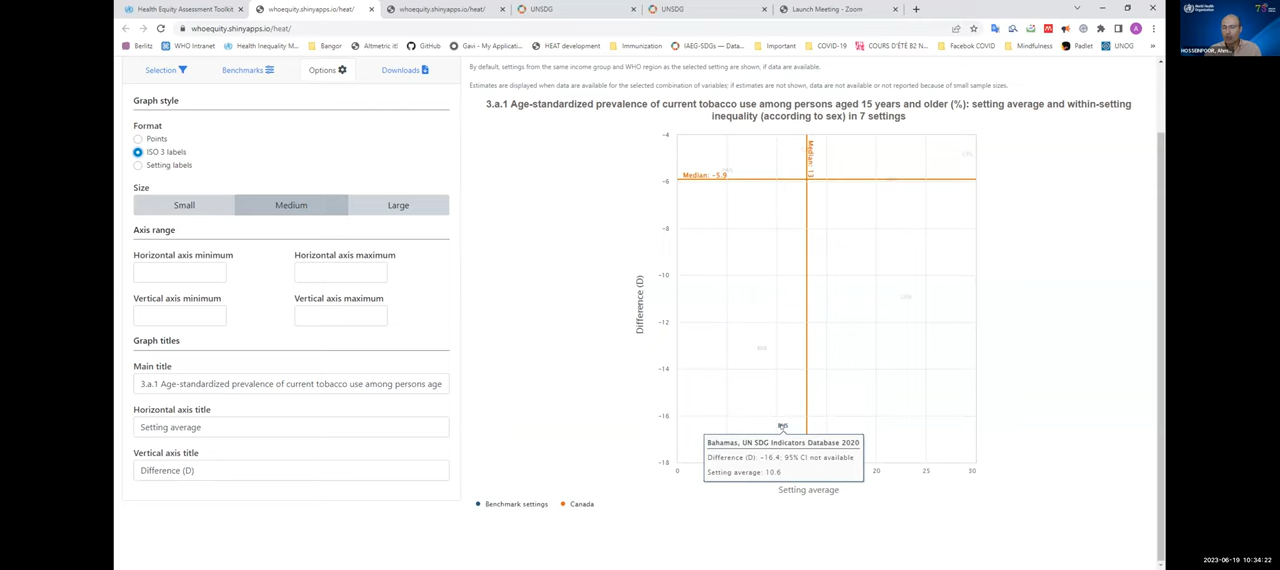 Health Equity Assessment Toolkit
whoequity.shinyapps.io/heat/
whoequity.shinyapps.io/heat/
UNSDG
UNSDG
Launch Meeting - Zoom
whoequity.shinyapps.io/heat/
Berlitz
WHO Intranet
Health Inequality M...
Bangor
Altmetric it!
GitHub
Gavi - My Applicati...
HEAT development
Immunization
IAEG-SDGs — Data...
Important
COVID-19
COURS D'ÉTÉ B2 N...
Facebok COVID
Mindfulness
Padlet
UNOG
World Health Organization
HOSSEINPOOR, Ahm...
Selection
Benchmarks
Options
Downloads
Graph style
Format
Points
ISO 3 labels
Setting labels
Size
Small
Medium
Large
Axis range
Horizontal axis minimum
Horizontal axis maximum
Vertical axis minimum
Vertical axis maximum
Graph titles
Main title
3.a.1 Age-standardized prevalence of current tobacco use among persons age
Horizontal axis title
Setting average
Vertical axis title
Difference (D)
By default, settings from the same income group and WHO region as the selected setting are shown, if data are available.
Estimates are displayed when data are available for the selected combination of variables; if estimates are not shown, data are not available or not reported because of small sample sizes.
3.a.1 Age-standardized prevalence of current tobacco use among persons aged 15 years and older (%): setting average and within-setting
inequality (according to sex) in 7 settings
-4
-6
-8
-10
-12
-14
-16
-18
Difference (D)
Median: -5.9
Median: 13
Bahamas, UN SDG Indicators Database 2020
Difference (D): -16.4; 95% CI not available
Setting average: 10.6
0
20
25
30
Setting average
Benchmark settings
Canada
2023-06-19 10:34:22